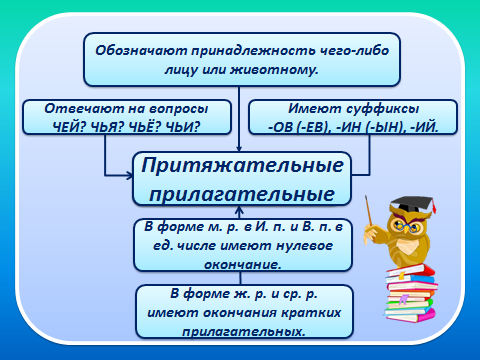 Обозначают принадлежность чего-либо
лицу или животному.
Отвечают на вопросы
ЧЕЙ? ЧЬЯ? ЧЬЁ? ЧЬИ?
Имеют суффиксы
-ОВ (-ЕВ), -ИН (-ЫН), -ИЙ.
Притяжательные
прилагательные
В форме м. р. в И. п. и В. п. в
ед. числе имеют нулевое
окончание.
В форме ж. р. и ср. р.
имеют окончания кратких
прилагательных.